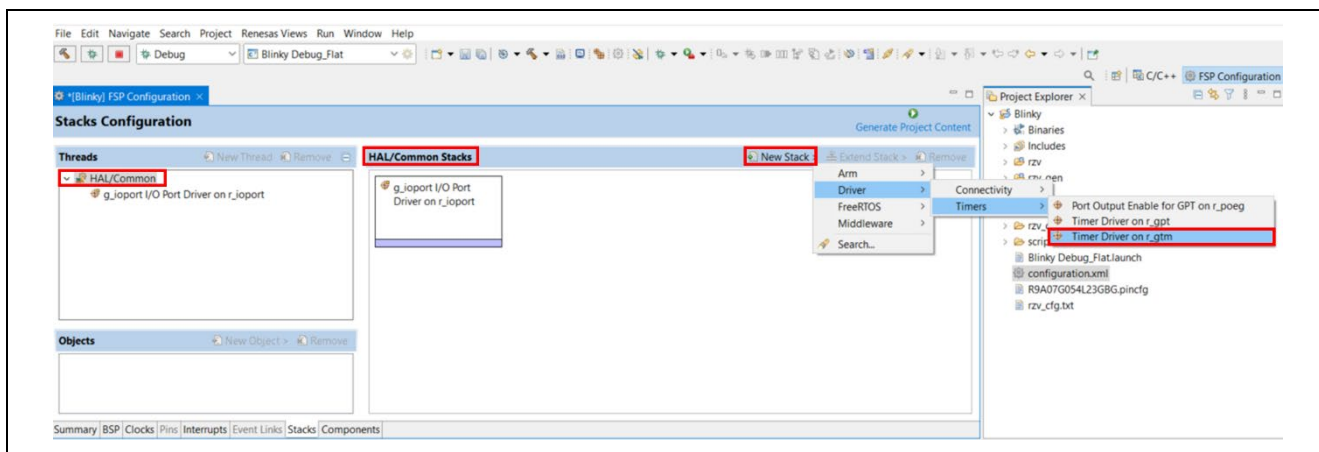 File Edit Navigate Search Project Renesas Views Run Window Help
Debug
Blinky Debug_Flat
C/C++
FSP Configuration
*[Blinky] FSP Configuration
Stacks Configuration
Generate Project Content
Threads
New Thread
Remove
HAL/Common
g_ioport I/O Port Driver on r_ioport
HAL/Common Stacks
New Stack
Extend Stack >
Remove
g_ioport I/O Port
Driver on r_ioport
Arm >
Driver >
FreeRTOS >
Middleware >
Search...
Connectivity >
Timers >
Port Output Enable for GPT on r_poeg
Timer Driver on r_gpt
Timer Driver on r_gtm
Objects
New Object >
Remove
Summary BSP Clocks Pins Interrupts Event Links Stacks Components
Project Explorer
Blinky
Binaries
Includes
rzv
Blinky Debug_Flat.launch
configuration.xml
R9A07G054L23GBG.pincfg
rzv_cfg.txt